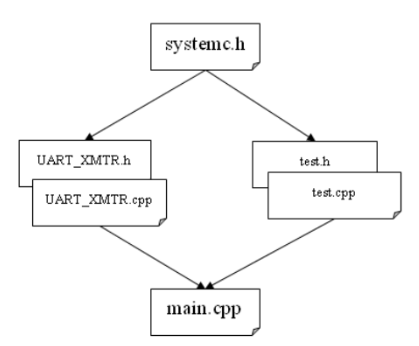 systemc.h
UART_XMTR.h
test.h
UART_XMTR.cpp
test.cpp
main.cpp